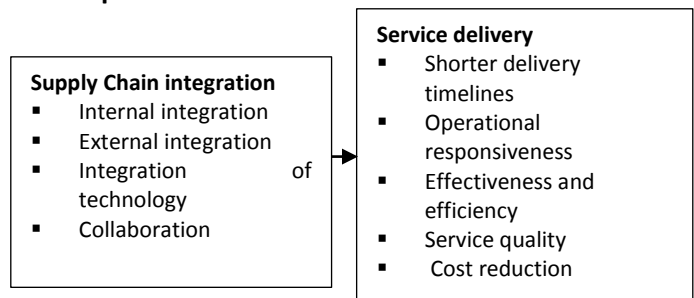 Supply Chain integration
▪ Internal integration
▪ External integration
▪ Integration of
technology
▪ Collaboration
Service delivery
▪ Shorter delivery
timelines
▪ Operational
responsiveness
▪ Effectiveness and
efficiency
▪ Service quality
▪ Cost reduction